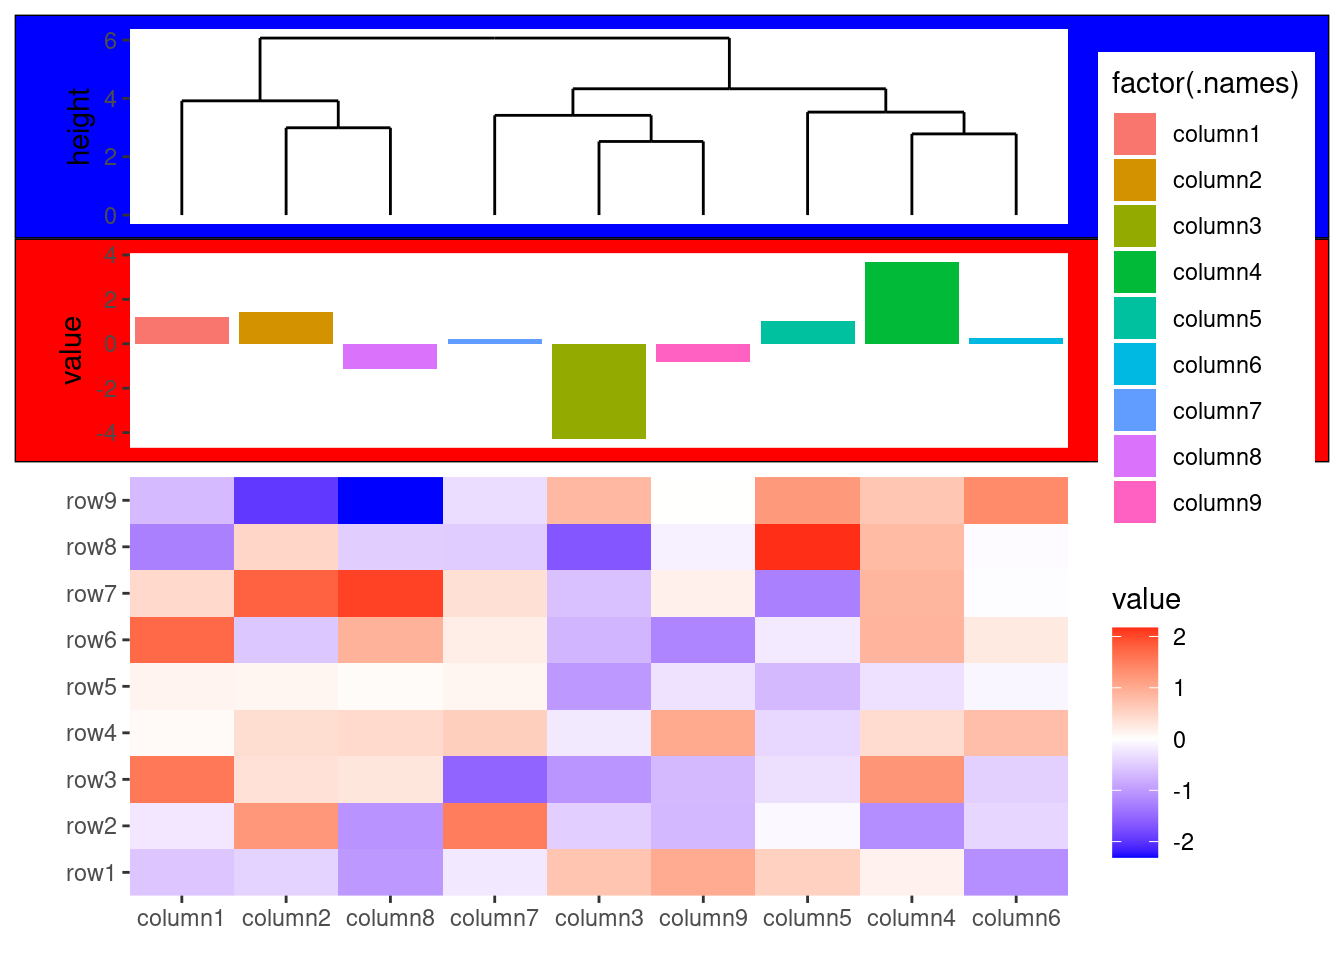 6
4
2
0
height
factor(.names)
column1
column2
column3
column4
column5
column6
column7
column8
column9
4
2
0
-2
-4
value
row9
row8
row7
row6
row5
row4
row3
row2
row1
value
2
1
0
-1
-2
column1 column2 column8 column7 column3 column9 column5 column4 column6